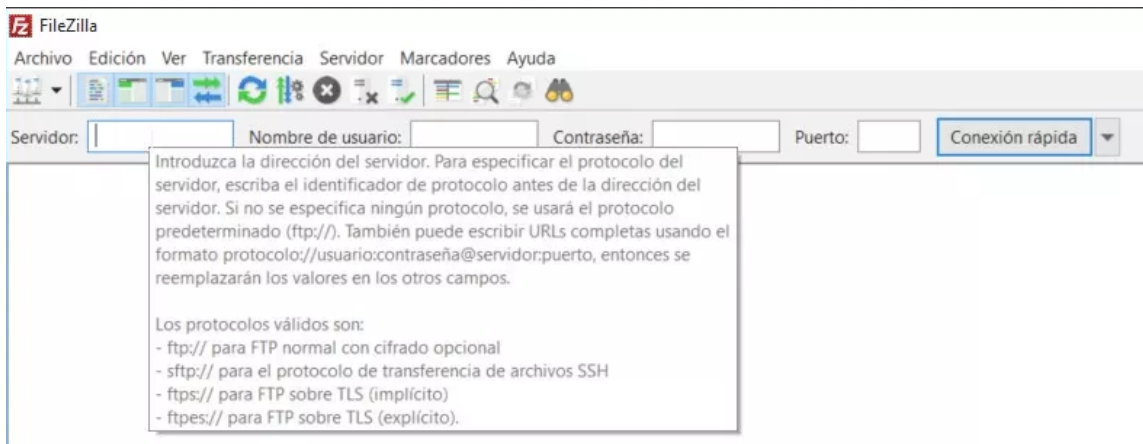 FileZilla
Archivo Edición Ver Transferencia Servidor Marcadores Ayuda
Servidor: Nombre de usuario: Contraseña: Puerto: Conexión rápida
Introduzca la dirección del servidor. Para especificar el protocolo del
servidor, escriba el identificador de protocolo antes de la dirección del
servidor. Si no se especifica ningún protocolo, se usará el protocolo
predeterminado (ftp://). También puede escribir URLs completas usando el
formato protocolo://usuario:contraseña@servidor:puerto, entonces se
reemplazarán los valores en los otros campos.
Los protocolos válidos son:
- ftp:// para FTP normal con cifrado opcional
- sftp:// para el protocolo de transferencia de archivos SSH
- ftps:// para FTP sobre TLS (implícito)
- ftpes:// para FTP sobre TLS (explícito).